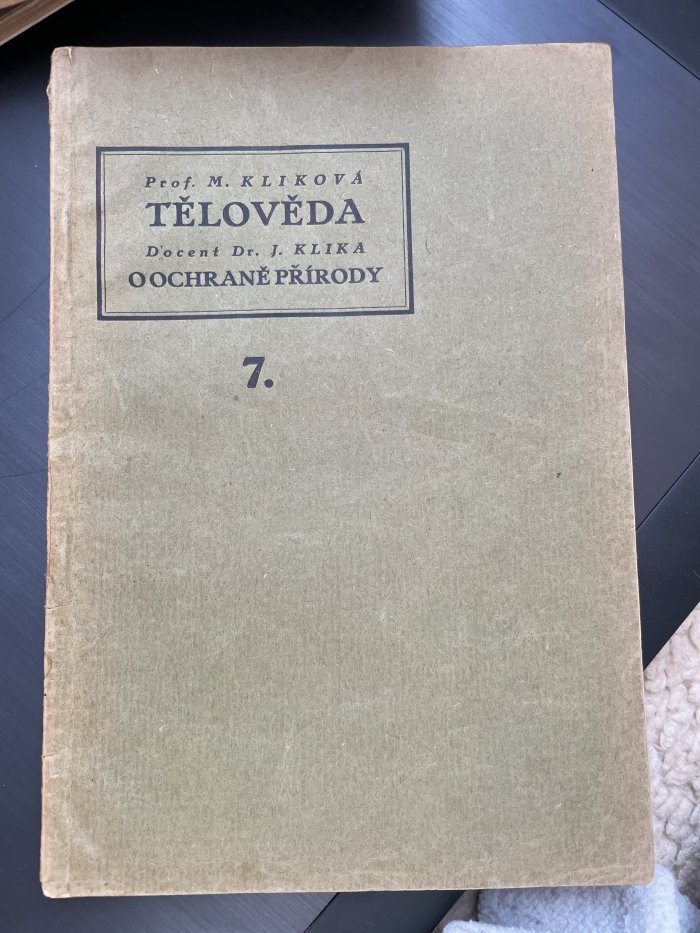 Prof. M. KLIKOVÁ
TĚLOVĚDA
Docent Dr. J. KLIKA
O OCHRANĚ PŘÍRODY
7.